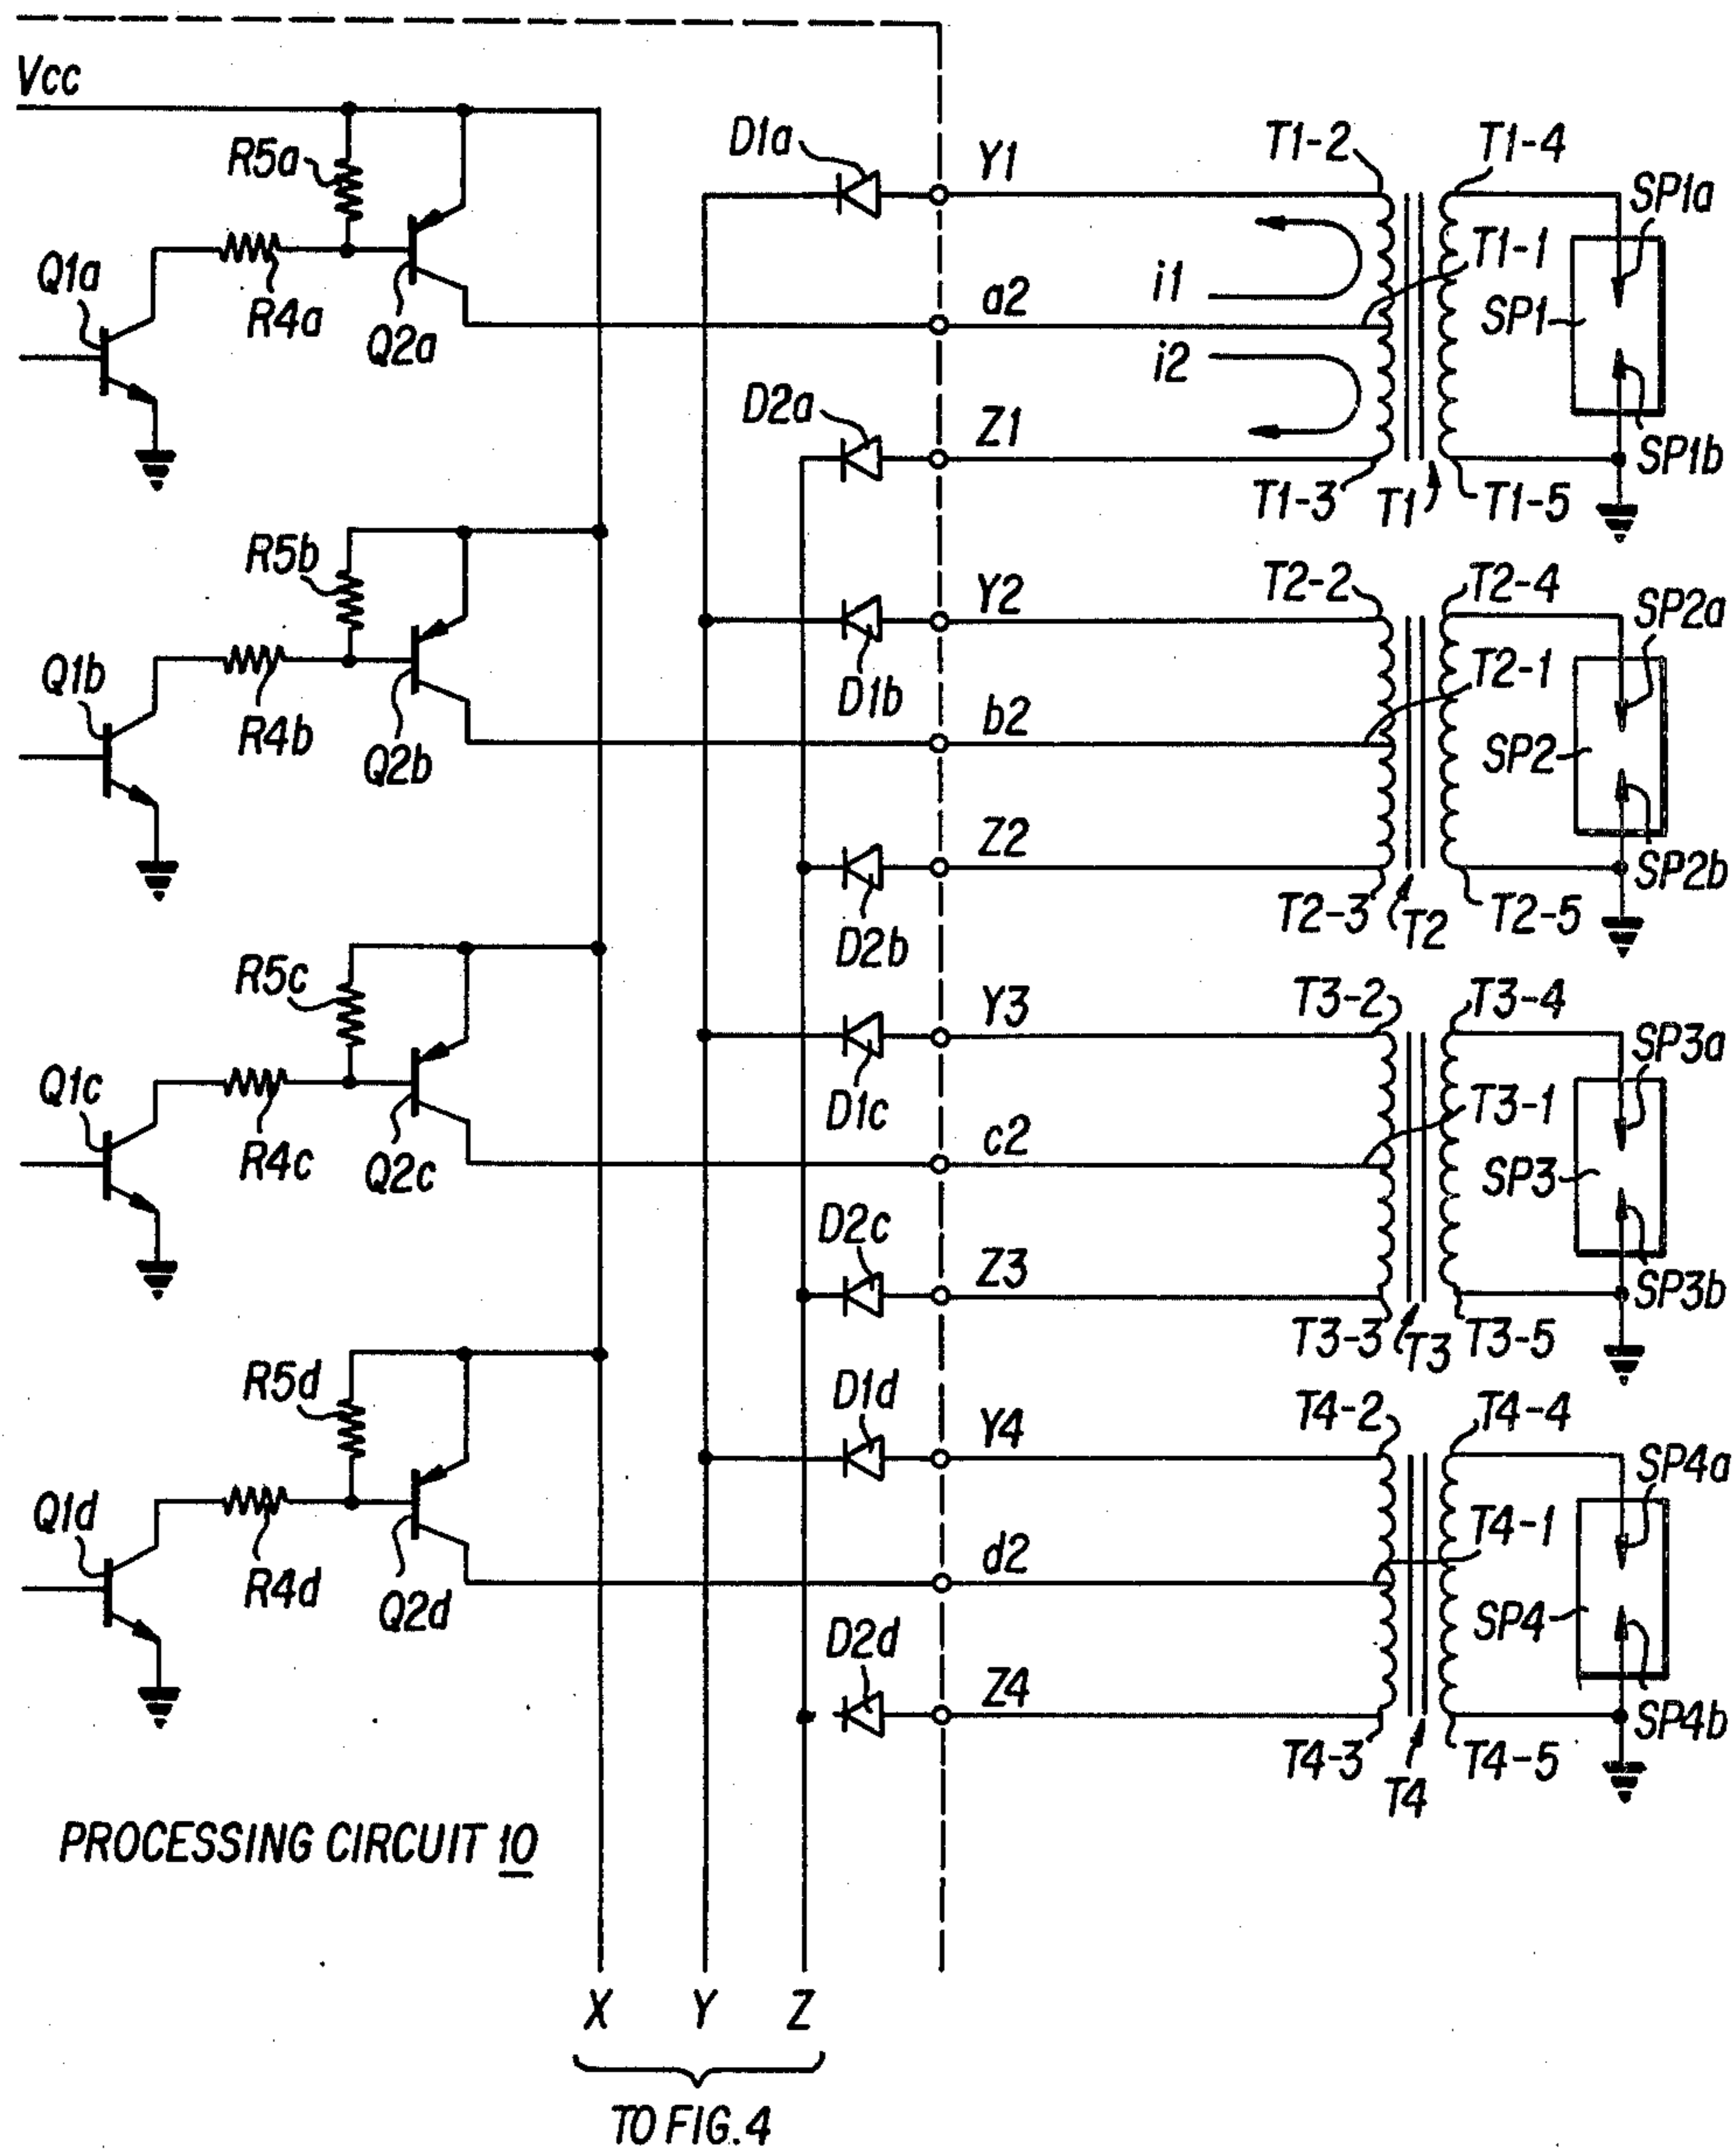 Vcc
D1a
Y1
T1-2
T1-4
SP1a
R5a
Q1a
R4a
Q2a
a2
i1
T1-1
SP1
i2
D2a
Z1
T1-3
T1
T1-5
SP1b
R5b
Y2
T2-2
T2-4
SP2a
Q1b
R4b
Q2b
D1b
b2
T2-1
SP2
Z2
D2b
T2-3
T2
T2-5
SP2b
R5c
Y3
T3-2
T3-4
SP3a
Q1c
R4c
Q2c
D1c
c2
T3-1
SP3
D2c
Z3
T3-3
T3
T3-5
SP3b
R5d
D1d
Y4
T4-2
T4-4
SP4a
Q1d
R4d
Q2d
d2
T4-1
SP4
D2d
Z4
T4-3
T4
T4-5
SP4b
PROCESSING CIRCUIT 10
X Y Z
TO FIG. 4